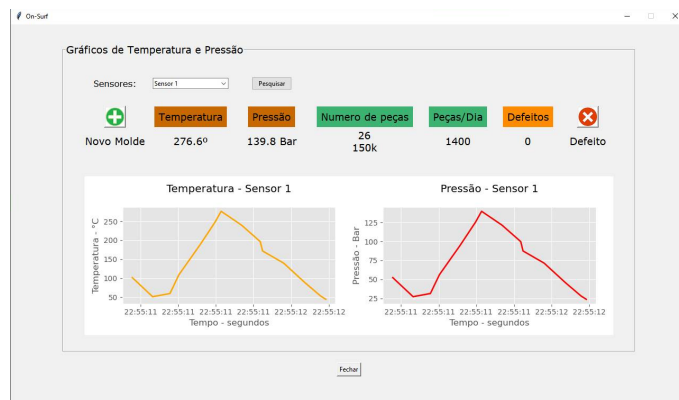 On-Surf
Gráficos de Temperatura e Pressão
Sensores: Sensor 1 Pesquisar
Temperatura Pressão Numero de peças Peças/Dia Defeitos
Novo Molde 276.6º 139.8 Bar 26 1400 0 Defeito
150k
Temperatura - Sensor 1
Temperatura - °C
250
200
150
100
50
22:55:11 22:55:11 22:55:11 22:55:11 22:55:12 22:55:12
Tempo - segundos
Pressão - Sensor 1
Pressão - Bar
125
100
75
50
25
22:55:11 22:55:11 22:55:11 22:55:11 22:55:12 22:55:12
Tempo - segundos
Fechar